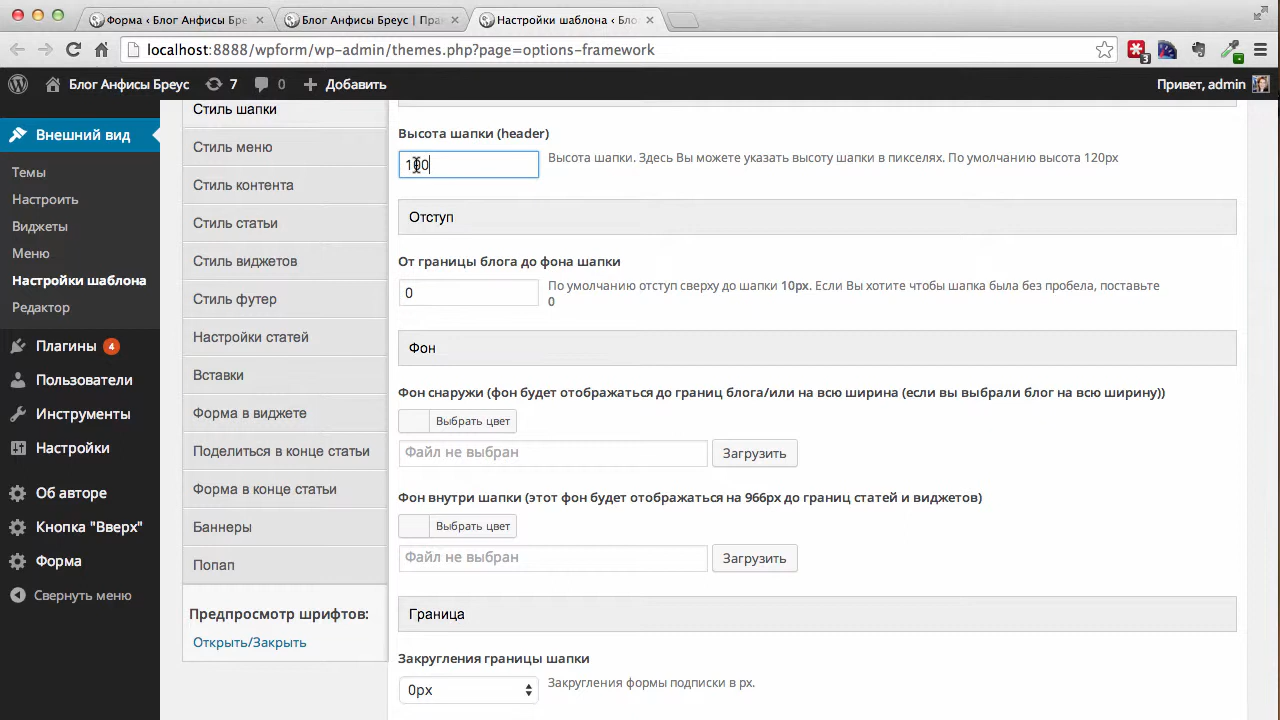 Форма ‹ Блог Анфисы Бре
Блог Анфисы Бреус | Пра
Настройки шаблона ‹ Бло
localhost:8888/wpform/wp-admin/themes.php?page=options-framework
3
Блог Анфисы Бреус 7 0 Добавить Привет, admin
Внешний вид
Темы
Настроить
Виджеты
Меню
Настройки шаблона
Редактор
Плагины 4
Пользователи
Инструменты
Настройки
Об авторе
Кнопка "Вверх"
Форма
Свернуть меню
Стиль шапки
Стиль меню
Стиль контента
Стиль статьи
Стиль виджетов
Стиль футер
Настройки статей
Вставки
Форма в виджете
Поделиться в конце статьи
Форма в конце статьи
Баннеры
Попап
Предпросмотр шрифтов:
Открыть/Закрыть
Высота шапки (header)
Высота шапки. Здесь Вы можете указать высоту шапки в пикселях. По умолчанию высота 120px
Отступ
От границы блога до фона шапки
0
По умолчанию отступ сверху до шапки 10px. Если Вы хотите чтобы шапка была без пробела, поставьте
0
Фон
Фон снаружи (фон будет отображаться до границ блога/или на всю ширина (если вы выбрали блог на всю ширину))
Выбрать цвет
Файл не выбран Загрузить
Фон внутри шапки (этот фон будет отображаться на 966px до границ статей и виджетов)
Выбрать цвет
Файл не выбран Загрузить
Граница
Закругления границы шапки
0px
Закругления формы подписки в px.